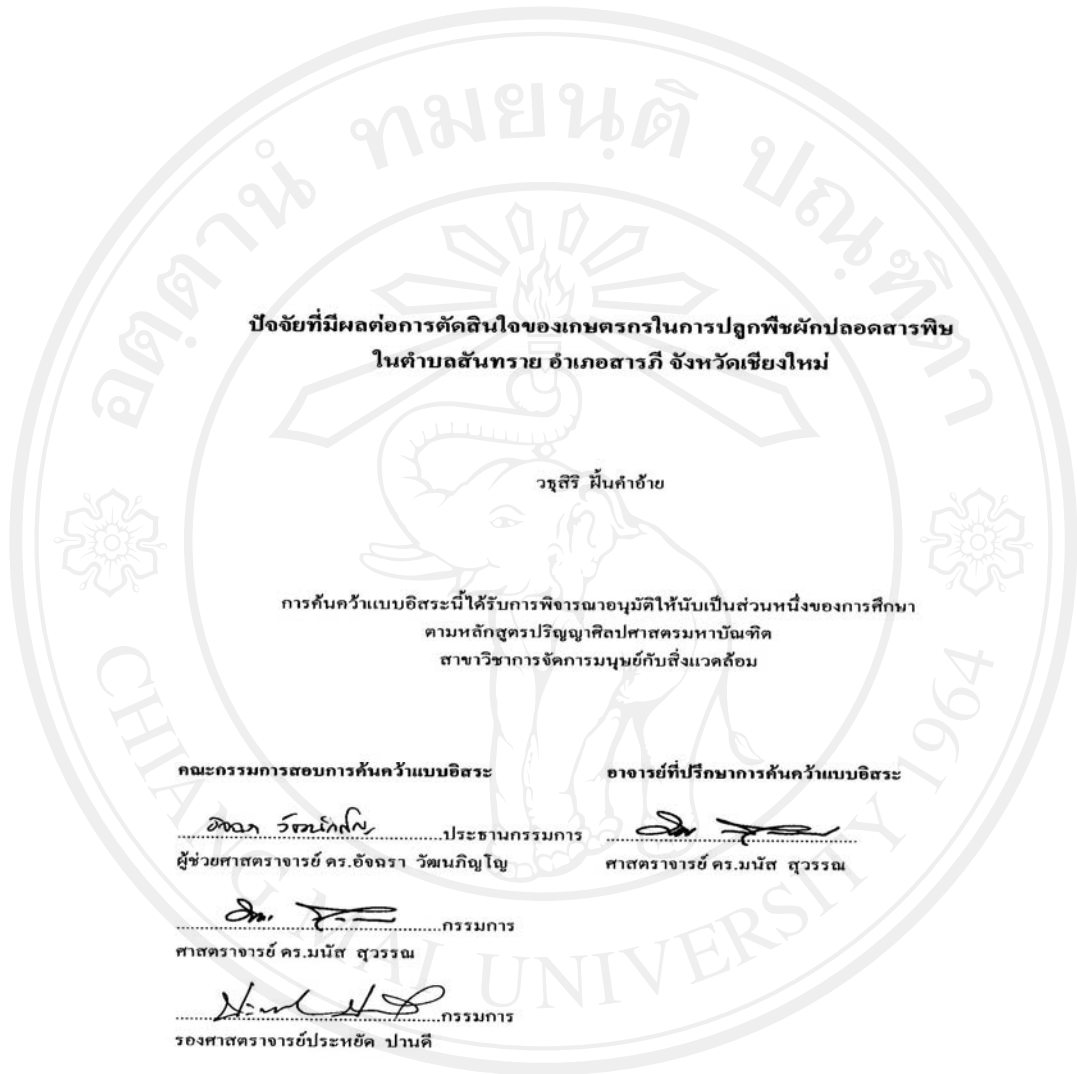 อตฺตานํ ทมยนฺติ ปณฺฑิตา
ปัจจัยที่มีผลต่อการตัดสินใจของเกษตรกรในการปลูกพืชผักปลอดสารพิษ
ในตำบลสันทราย อำเภอสารภี จังหวัดเชียงใหม่
วธุสิริ ฝั้นคำอ้าย
การค้นคว้าแบบอิสระนี้ได้รับการพิจารณาอนุมัติให้นับเป็นส่วนหนึ่งของการศึกษา
ตามหลักสูตรปริญญาศิลปศาสตรมหาบัณฑิต
สาขาวิชาการจัดการมนุษย์กับสิ่งแวดล้อม
คณะกรรมการสอบการค้นคว้าแบบอิสระ
อาจารย์ที่ปรึกษาการค้นคว้าแบบอิสระ
ประธานกรรมการ
ผู้ช่วยศาสตราจารย์ ดร.อัจฉรา วัฒนภิญโญ
ศาสตราจารย์ ดร.มนัส สุวรรณ
กรรมการ
ศาสตราจารย์ ดร.มนัส สุวรรณ
กรรมการ
รองศาสตราจารย์ประหยัด ปานดี
CHIANG MAI UNIVERSITY 1964